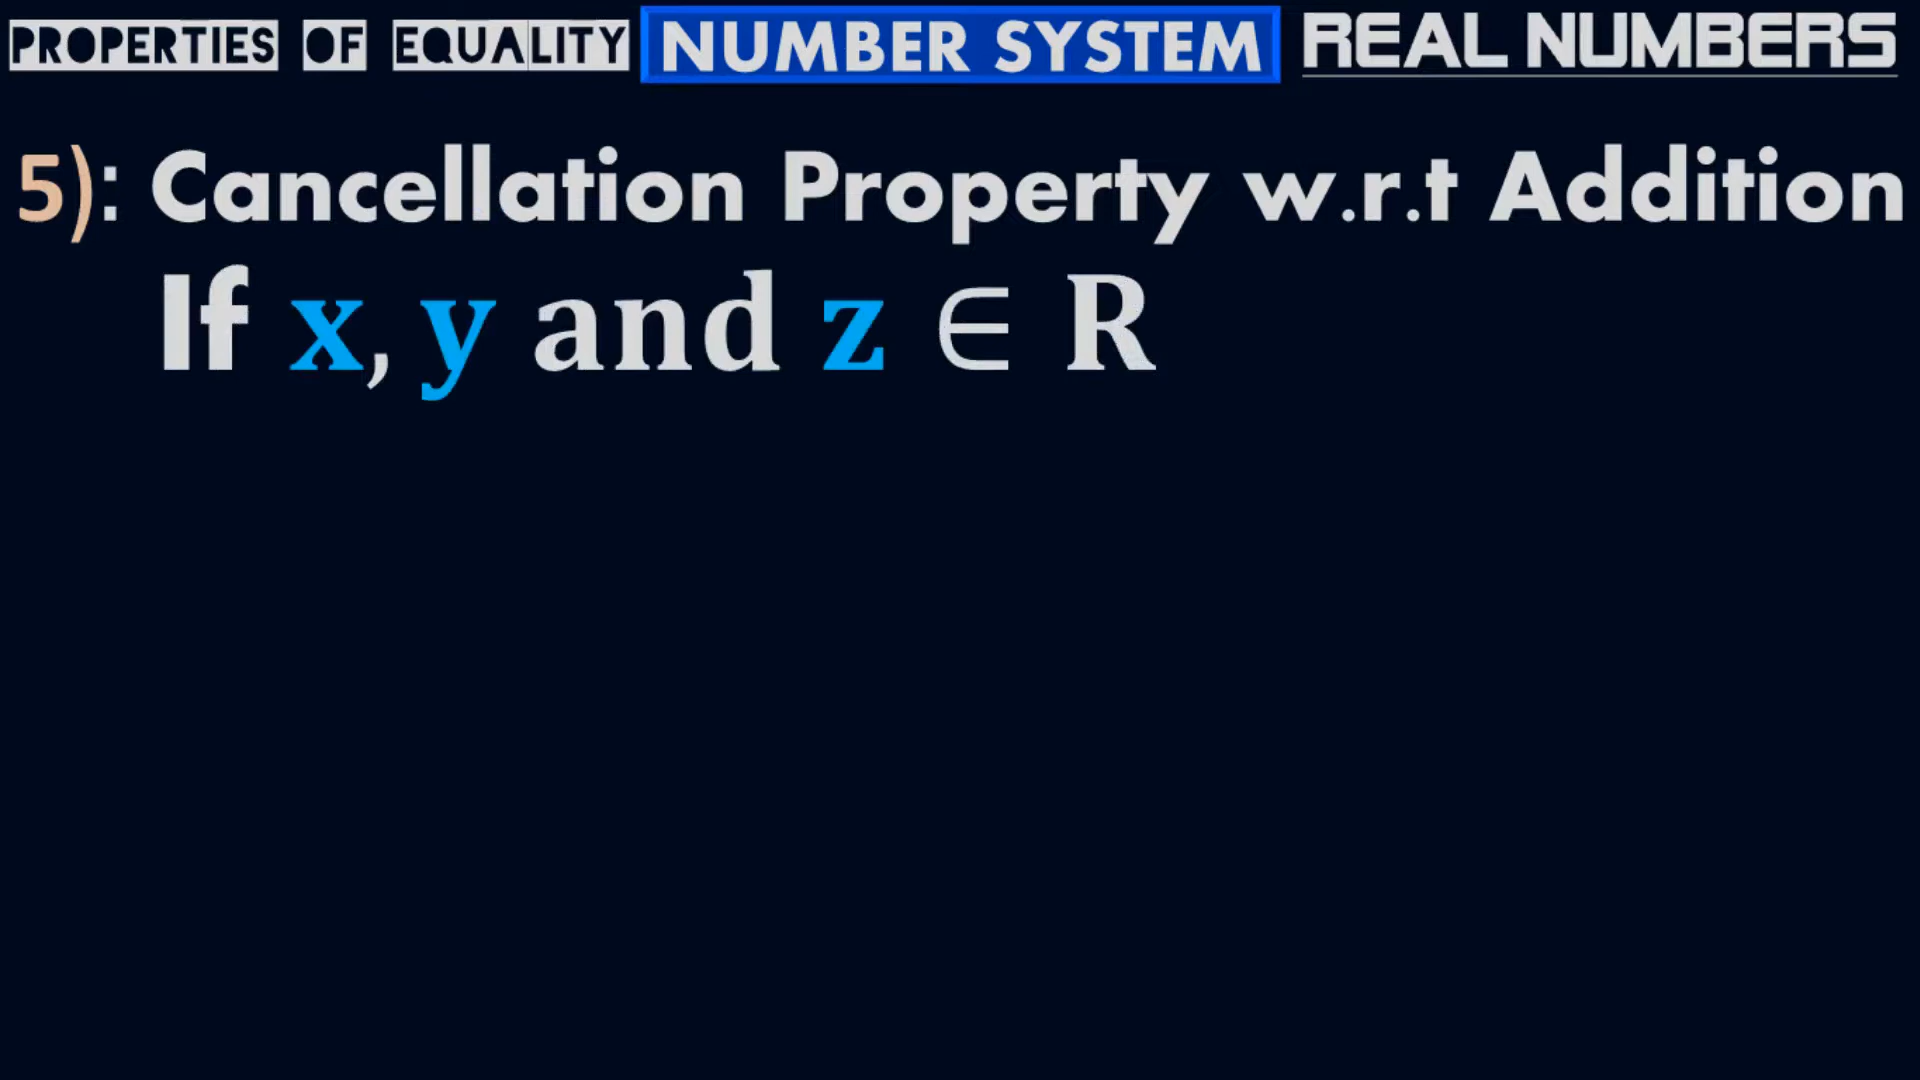 PROPERTIES OF EQUALITY NUMBER SYSTEM REAL NUMBERS
5): Cancellation Property w.r.t Addition
If x, y and z ∈ R